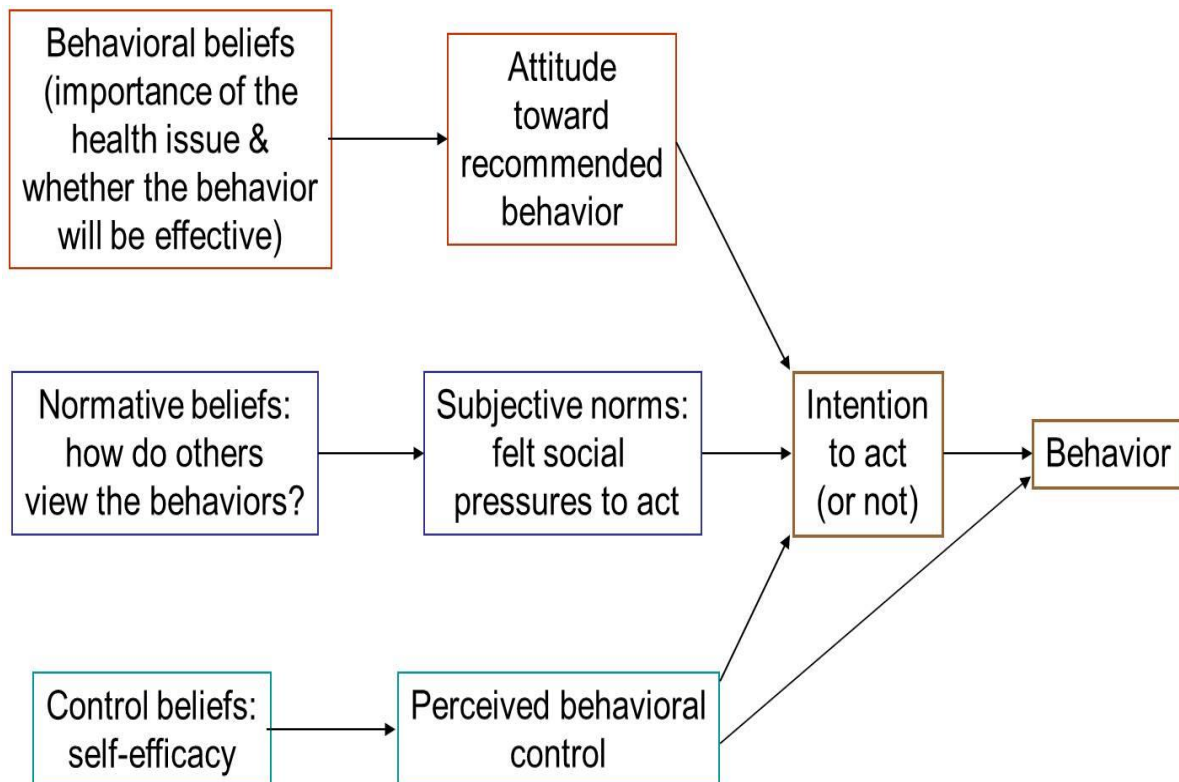 Behavioral beliefs
(importance of the
health issue &
whether the behavior
will be effective)
Attitude
toward
recommended
behavior
Normative beliefs:
how do others
view the behaviors?
Subjective norms:
felt social
pressures to act
Intention
to act
(or not)
Behavior
Control beliefs:
self-efficacy
Perceived behavioral
control